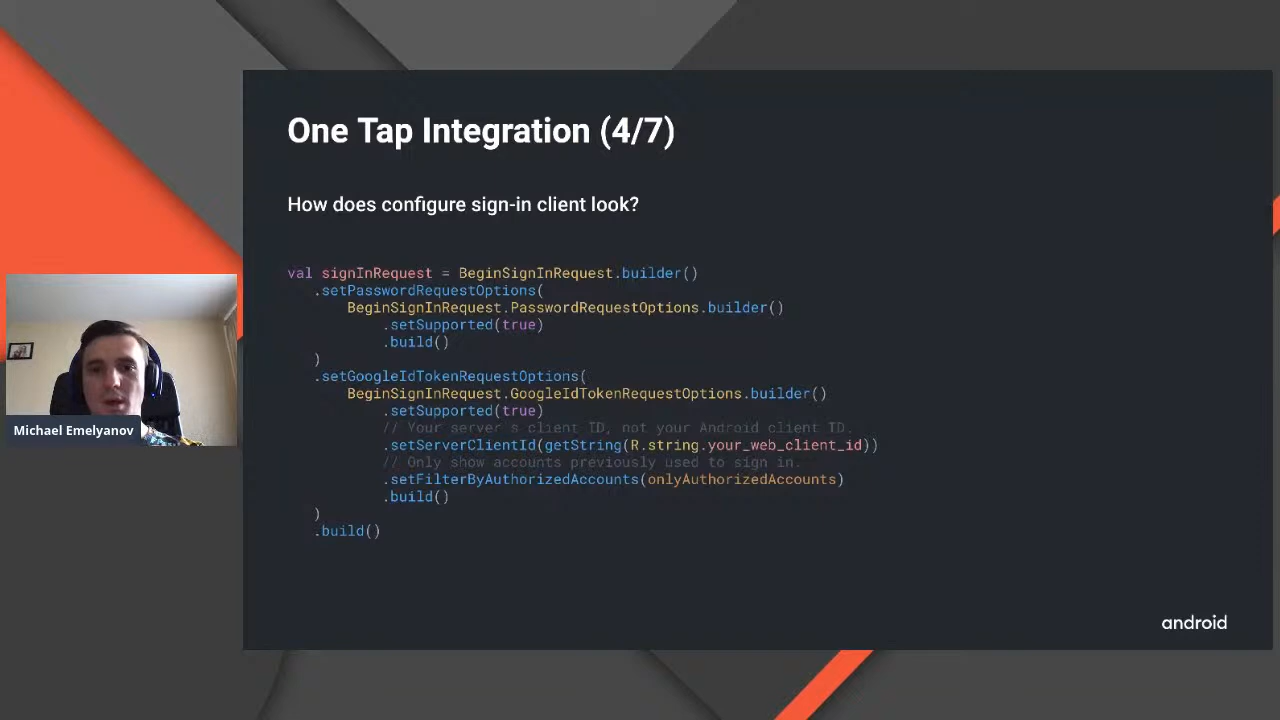 One Tap Integration (4/7)
How does configure sign-in client look?
val signInRequest = BeginSignInRequest.builder()
.setPasswordRequestOptions(
BeginSignInRequest.PasswordRequestOptions.builder()
.setSupported(true)
.build()
)
.setGoogleIdTokenRequestOptions(
BeginSignInRequest.GoogleIdTokenRequestOptions.builder()
.setSupported(true)
// Your server s client ID, not your Android client ID.
.setServerClientId(getString(R.string.your_web_client_id))
// Only show accounts previously used to sign in.
.setFilterByAuthorizedAccounts(onlyAuthorizedAccounts)
.build()
)
.build()
Michael Emelyanov
android